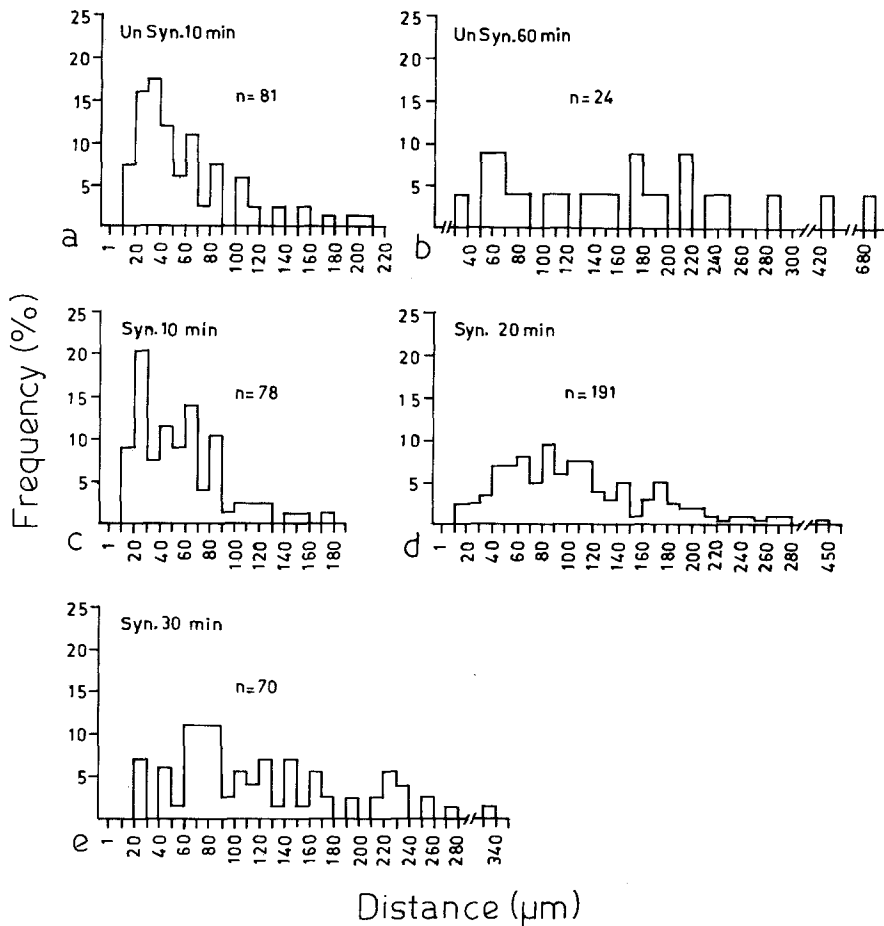 25
20
15
10
5
Un Syn.10 min
n=81
a
1 20 40 60 80 100 120 140 160 180 200 220
25
20
15
10
5
Un Syn.60 min
n=24
b
40 60 100 140 180 220 260 300 420 680
Frequency (%)
25
20
15
10
5
Syn.10 min
n=78
c
1 20 40 60 80 100 120 140 160 180
25
20
15
10
5
Syn. 20 min
n=191
d
1 20 40 60 80 100 120 140 160 180 200 220 240 260 280 450
25
20
15
10
5
Syn.30 min
n=70
e
1 20 40 60 80 100 120 140 160 180 200 220 240 260 280 340
Distance (µm)